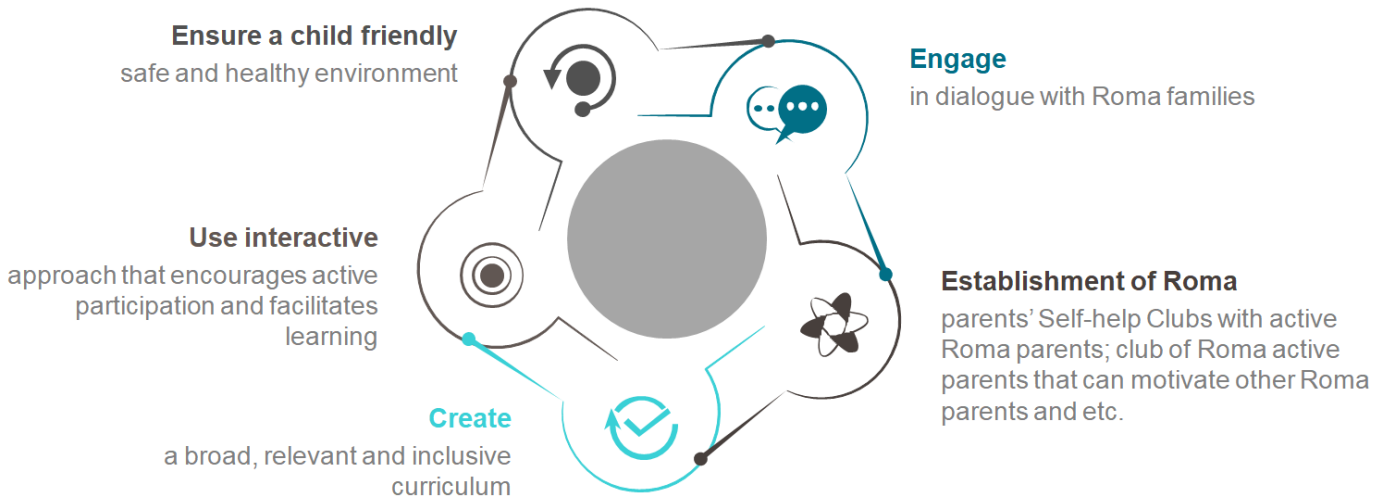 Ensure a child friendly
safe and healthy environment
Engage
in dialogue with Roma families
Use interactive
approach that encourages active
participation and facilitates
learning
Establishment of Roma
parents’ Self-help Clubs with active
Roma parents; club of Roma active
parents that can motivate other Roma
parents and etc.
Create
a broad, relevant and inclusive
curriculum